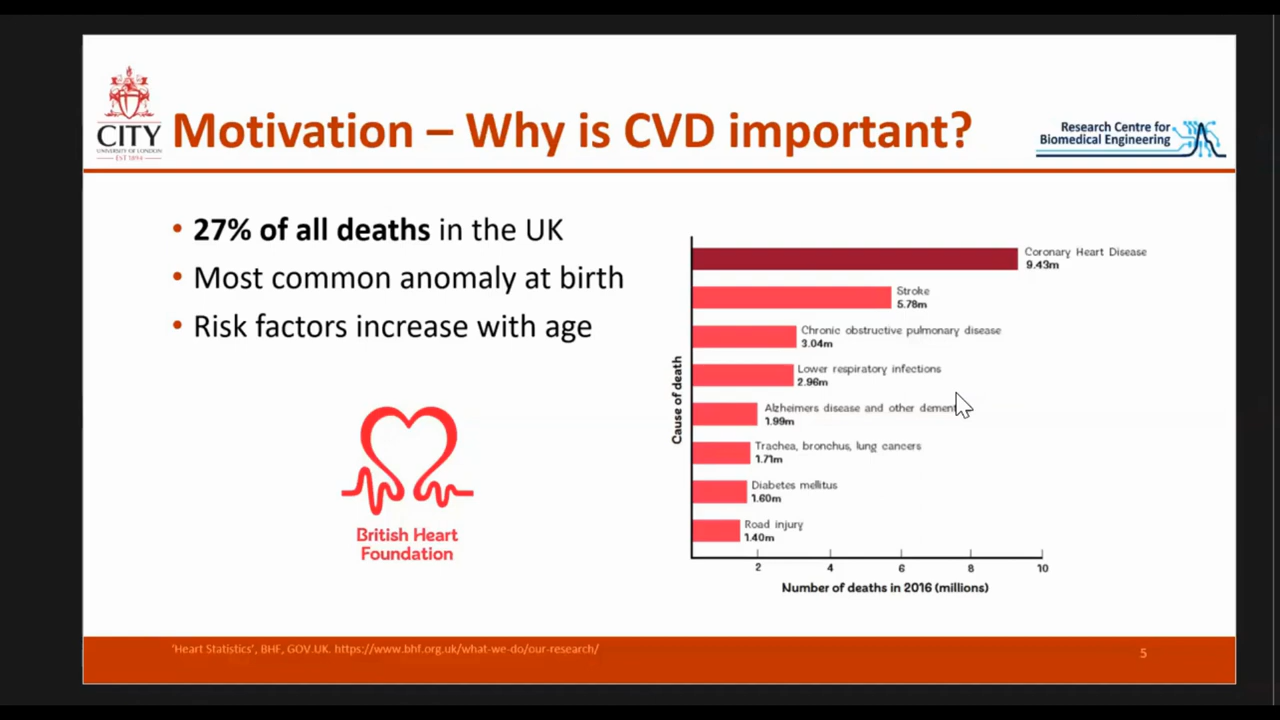 CITY
UNIVERSITY OF LONDON
EST 1894
Motivation – Why is CVD important?
Research Centre for
Biomedical Engineering
• 27% of all deaths in the UK
• Most common anomaly at birth
• Risk factors increase with age
British Heart
Foundation
Cause of death
Coronary Heart Disease
9.43m
Stroke
5.78m
Chronic obstructive pulmonary disease
3.04m
Lower respiratory infections
2.96m
Alzheimers disease and other
1.99m
Trachea, bronchus, lung cancers
1.71m
Diabetes mellitus
1.60m
Road injury
1.40m
2 4 6 8 10
Number of deaths in 2016 (millions)
'Heart Statistics', BHF, GOV.UK. https://www.bhf.org.uk/what-we-do/our-research/
5